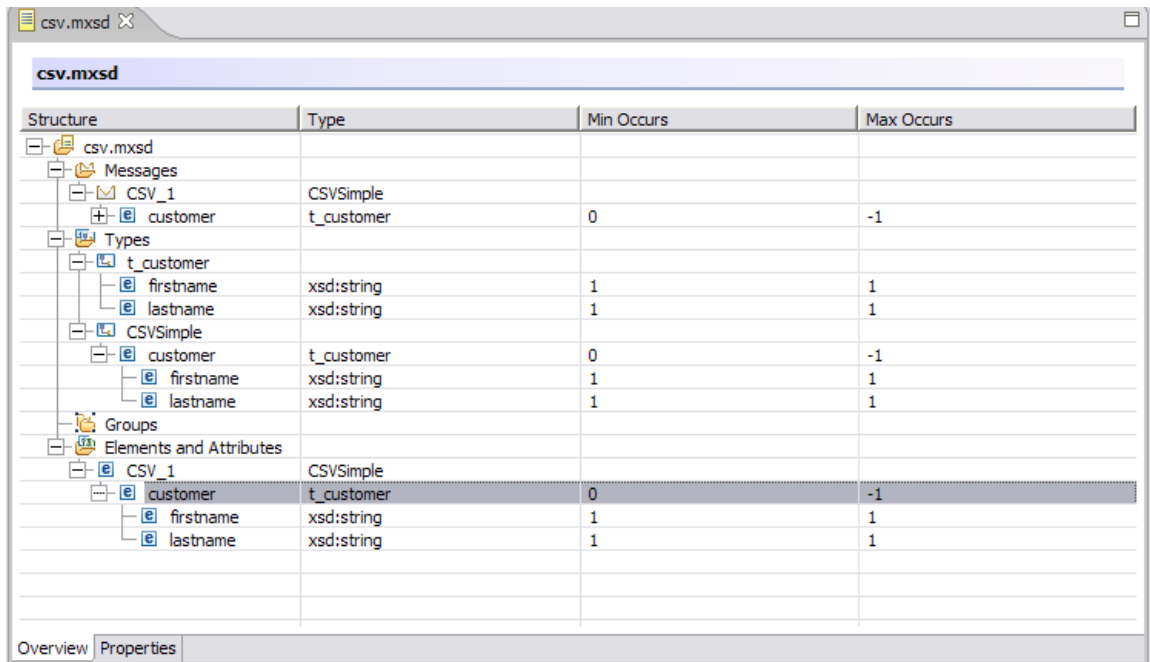 csv.mxsd
csv.mxsd
Structure Type Min Occurs Max Occurs
csv.mxsd
Messages
CSV_1 CSVSimple
customer t_customer 0 -1
Types
t_customer
firstname xsd:string 1 1
lastname xsd:string 1 1
CSVSimple
customer t_customer 0 -1
firstname xsd:string 1 1
lastname xsd:string 1 1
Groups
Elements and Attributes
CSV_1 CSVSimple
customer t_customer 0 -1
firstname xsd:string 1 1
lastname xsd:string 1 1
Overview Properties